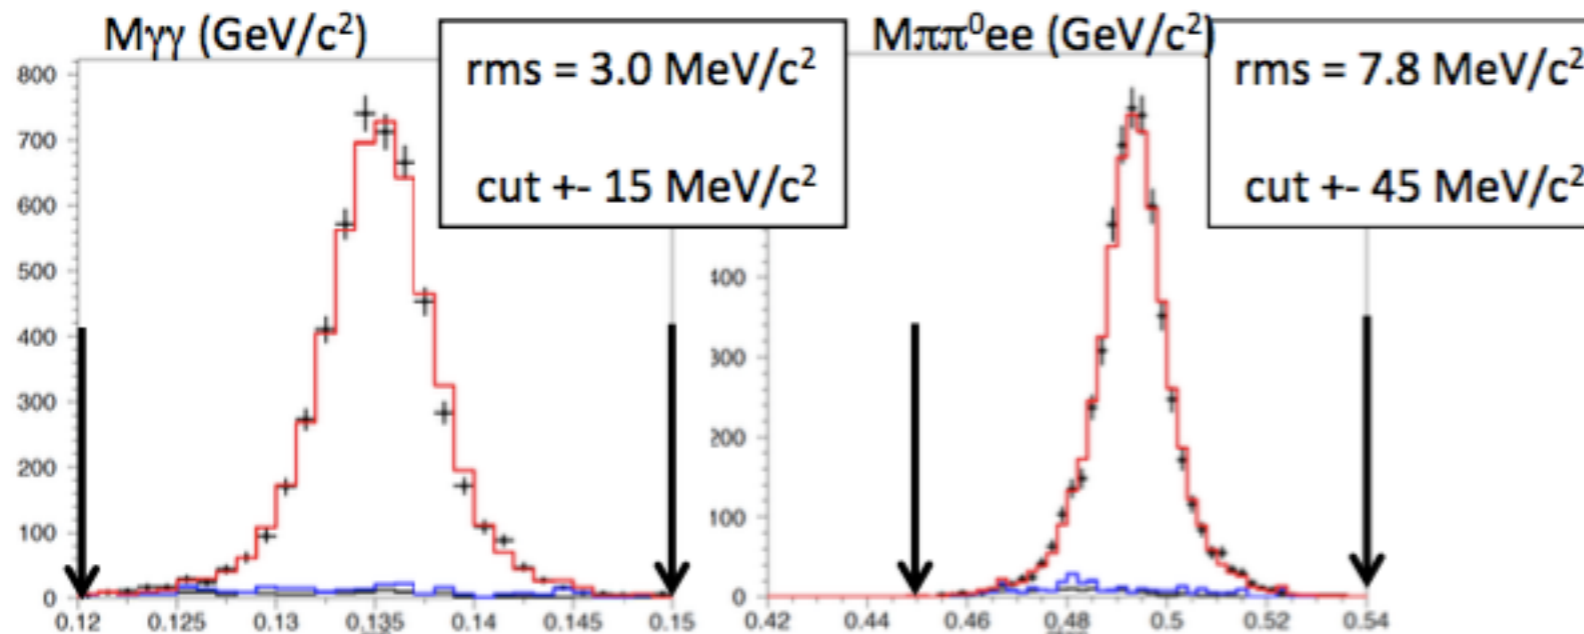 Mγγ (GeV/c²)
rms = 3.0 MeV/c²
cut +- 15 MeV/c²
800
700
600
500
400
300
200
100
0
0.12 0.125 0.13 0.135 0.14 0.145 0.15
Mππ⁰ee (GeV/c²)
rms = 7.8 MeV/c²
cut +- 45 MeV/c²
400
300
200
100
0
0.42 0.44 0.46 0.48 0.5 0.52 0.54